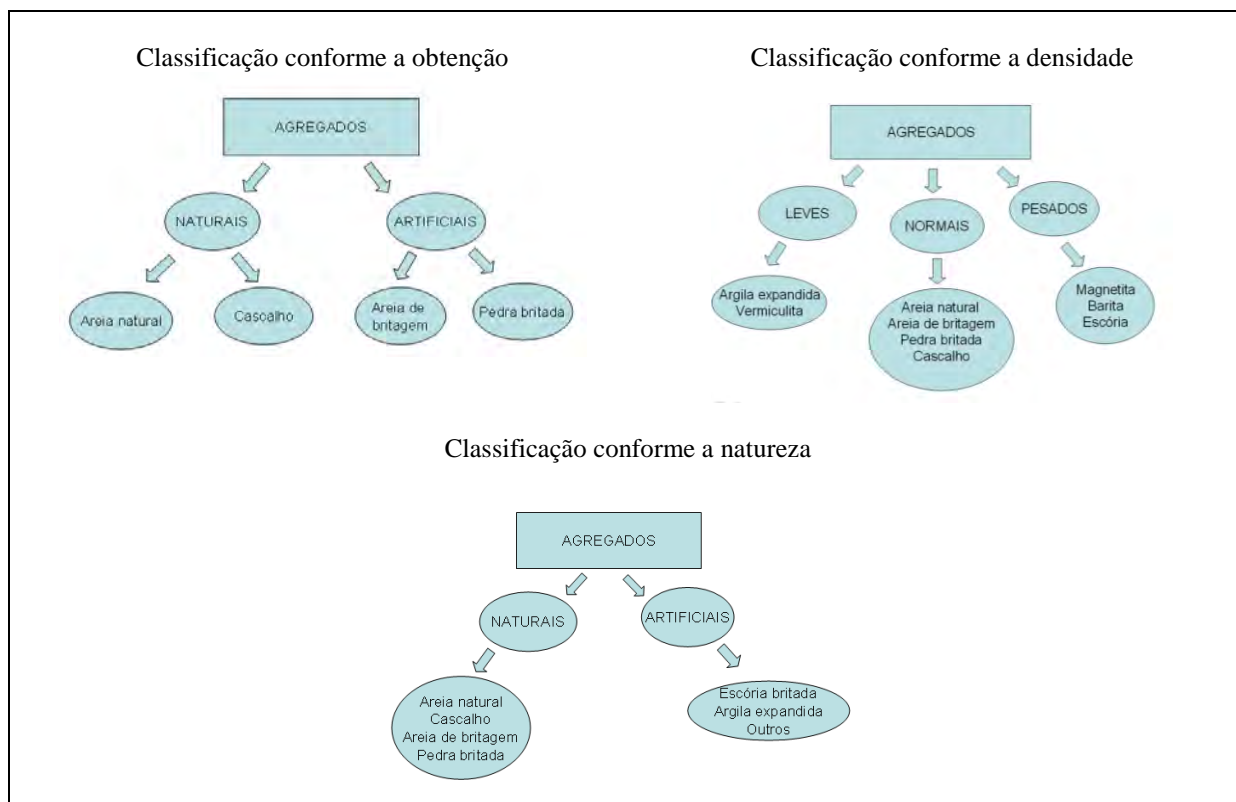 Classificação conforme a obtenção
AGREGADOS
NATURAIS
ARTIFICIAIS
Areia natural
Cascalho
Areia de
britagem
Pedra britada
Classificação conforme a densidade
AGREGADOS
LEVES
NORMAIS
PESADOS
Argila expandida
Vermiculita
Areia natural
Areia de britagem
Pedra britada
Cascalho
Magnetita
Barita
Escória
Classificação conforme a natureza
AGREGADOS
NATURAIS
ARTIFICIAIS
Areia natural
Cascalho
Areia de britagem
Pedra britada
Escória britada
Argila expandida
Outros